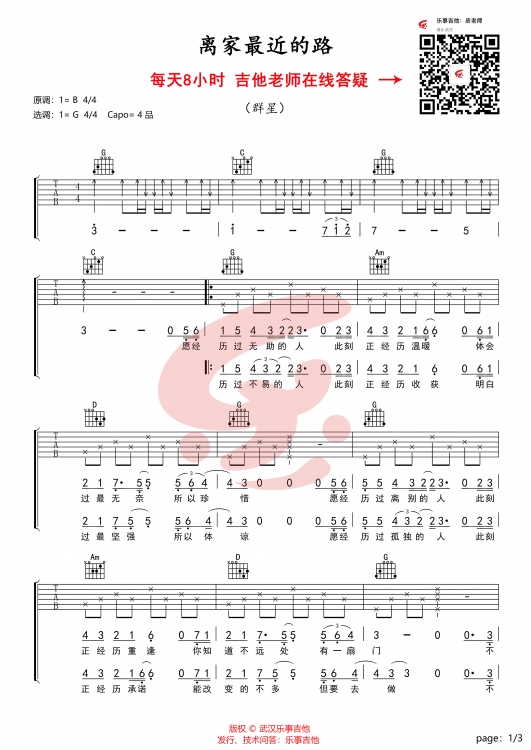 乐事吉他：皮老师
湖北 武汉
离家最近的路
每天8小时 吉他老师在线答疑 →
（群星）
原调：1= B 4/4
选调：1= G 4/4 Capo= 4 品
G C G
T A B 4 4
3 3
3 — — — 1 — — 7 1 2 7 — — 5
C G Am
T A B
3 — — 0 5 6 1 5 4 3 2 2 3· 0 2 3 4 3 2 1 6 6 0 6 1
愿经 历过无助的人 此刻 正经历温暖 体会
1 5 4 3 2 2 3· 0 2 3 4 3 2 1 6 0 6 1
历过不易的人 此刻 正经历收获 明白
D G G
T A B
2 1 7· 5 5 5 6 5 4 3 0 5 6 1 5 4 3 2 2 3· 0 2 3
过最无奈 所以珍惜 愿经 历过离别的人 此刻
2 1 7 5 5 5 6 4 5 0 5 6 1 5 4 3 2 2 3· 0 2 3
过最坚强 所以体谅 愿经 历过孤独的人 此刻
Am D G
T A B
4 3 2 1 6 0 7 1 2 1 7· 5 5 5 6 4 3 — 0 0· 3
正经历重逢 你知 道不远处 有一扇门 不
4 3 2 1 6 0 7 1 2 1 7· 5 5 5 6 5 3 — 0 0· 3
正经历承诺 能改 变的不多 但要去做 不
版权 © 武汉乐事吉他
发行、技术问答：乐事吉他
page：1/3